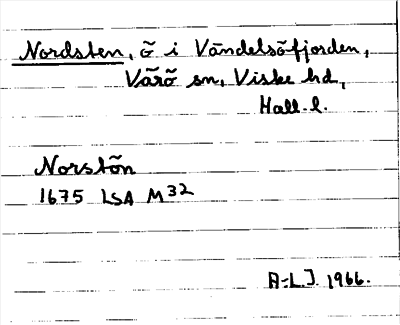 Nordsten, ö i Vändelsöfjorden,
Värö sn, Viske hd,
Hall. l.
Norstön
1675 LSA M32
A-L.J. 1966.